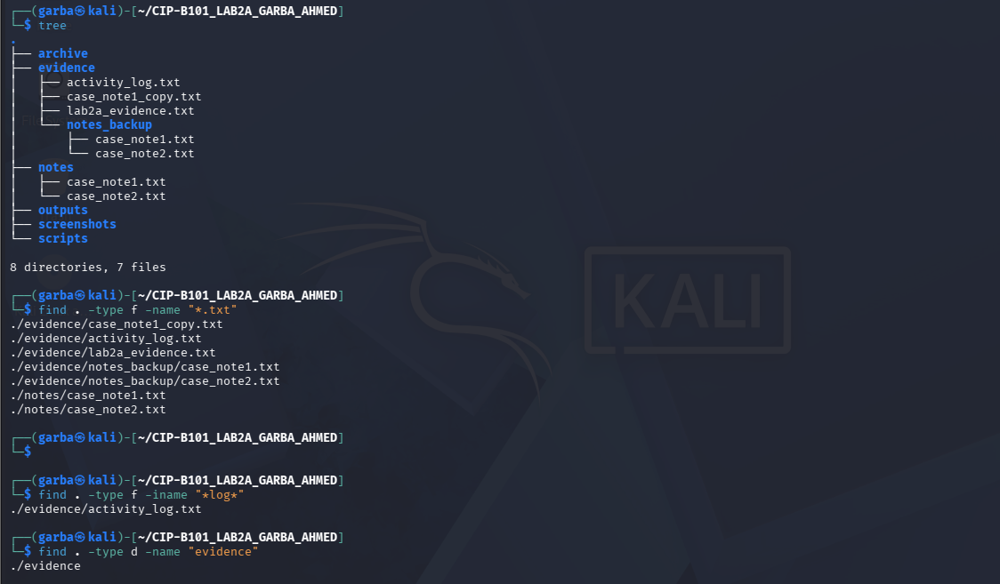 ┌──(garba㉿kali)-[~/CIP-B101_LAB2A_GARBA_AHMED]
└─$ tree
.
├── archive
├── evidence
│   ├── activity_log.txt
│   ├── case_note1_copy.txt
│   ├── lab2a_evidence.txt
│   └── notes_backup
│       ├── case_note1.txt
│       └── case_note2.txt
├── notes
│   ├── case_note1.txt
│   └── case_note2.txt
├── outputs
├── screenshots
└── scripts

8 directories, 7 files

┌──(garba㉿kali)-[~/CIP-B101_LAB2A_GARBA_AHMED]
└─$ find . -type f -name "*.txt"
./evidence/case_note1_copy.txt
./evidence/activity_log.txt
./evidence/lab2a_evidence.txt
./evidence/notes_backup/case_note1.txt
./evidence/notes_backup/case_note2.txt
./notes/case_note1.txt
./notes/case_note2.txt

┌──(garba㉿kali)-[~/CIP-B101_LAB2A_GARBA_AHMED]
└─$

┌──(garba㉿kali)-[~/CIP-B101_LAB2A_GARBA_AHMED]
└─$ find . -type f -iname "*log*"
./evidence/activity_log.txt

┌──(garba㉿kali)-[~/CIP-B101_LAB2A_GARBA_AHMED]
└─$ find . -type d -name "evidence"
./evidence
KALI